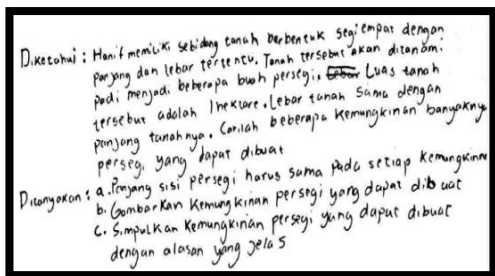 Diketahui : Hanif memiliki sebidang tanah berbentuk segiempat dengan
panjang dan lebar tertentu. Tanah tersebut akan ditanami
padi menjadi beberapa buah persegi. Luas tanah
tersebut adalah 1 hektare. Lebar tanah sama dengan
panjang tanahnya. Carilah beberapa kemungkinan banyaknya
persegi yang dapat dibuat
Ditanyakan : a. Panjang sisi persegi harus sama pada setiap kemungkinan
b. Gambarkan kemungkinan persegi yang dapat dibuat
c. Simpulkan kemungkinan persegi yang dapat dibuat
dengan alasan yang jelas